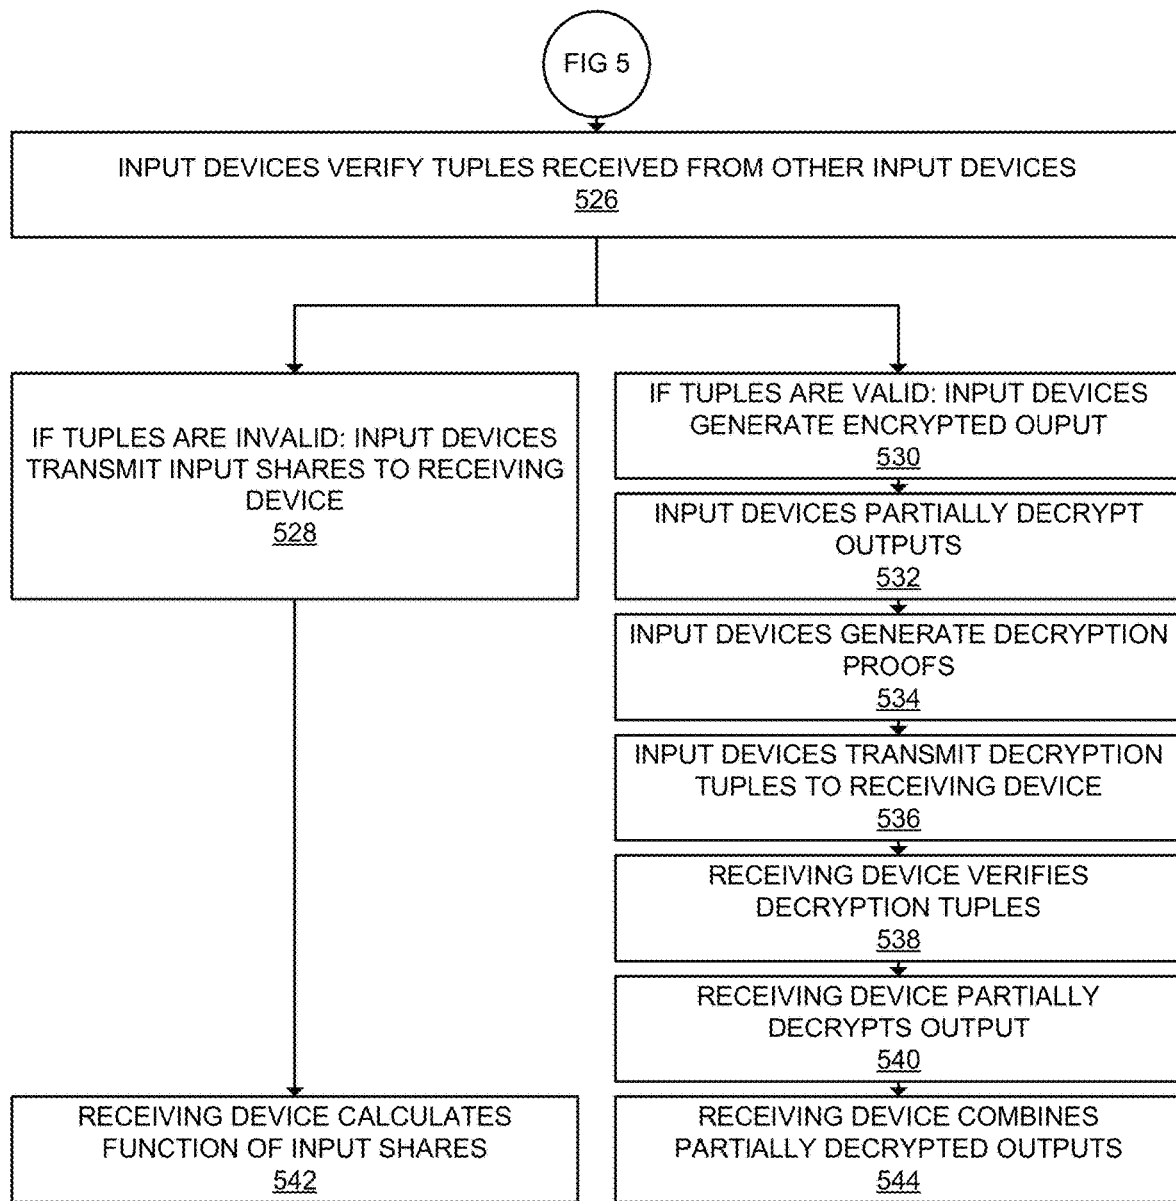 FIG 5
INPUT DEVICES VERIFY TUPLES RECEIVED FROM OTHER INPUT DEVICES
526
IF TUPLES ARE INVALID: INPUT DEVICES
TRANSMIT INPUT SHARES TO RECEIVING
DEVICE
528
IF TUPLES ARE VALID: INPUT DEVICES
GENERATE ENCRYPTED OUPUT
530
INPUT DEVICES PARTIALLY DECRYPT
OUTPUTS
532
INPUT DEVICES GENERATE DECRYPTION
PROOFS
534
INPUT DEVICES TRANSMIT DECRYPTION
TUPLES TO RECEIVING DEVICE
536
RECEIVING DEVICE VERIFIES
DECRYPTION TUPLES
538
RECEIVING DEVICE PARTIALLY
DECRYPTS OUTPUT
540
RECEIVING DEVICE CALCULATES
FUNCTION OF INPUT SHARES
542
RECEIVING DEVICE COMBINES
PARTIALLY DECRYPTED OUTPUTS
544